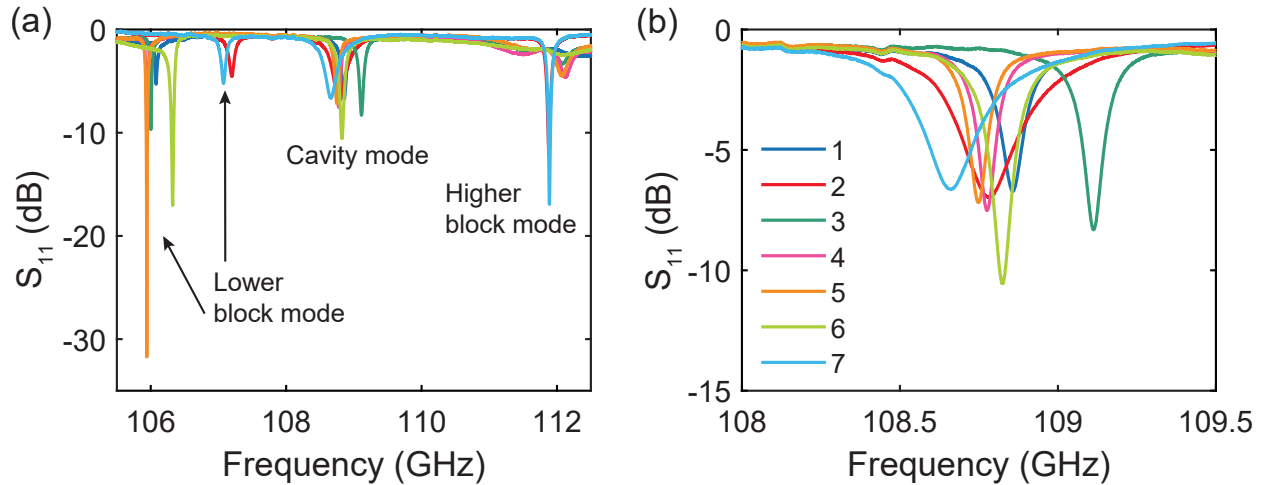 (a)
0
-10
-20
-30
S11 (dB)
106
108
110
112
Frequency (GHz)
Cavity mode
Higher
block mode
Lower
block mode
(b)
0
-5
-10
-15
S11 (dB)
108
108.5
109
109.5
Frequency (GHz)
1
2
3
4
5
6
7